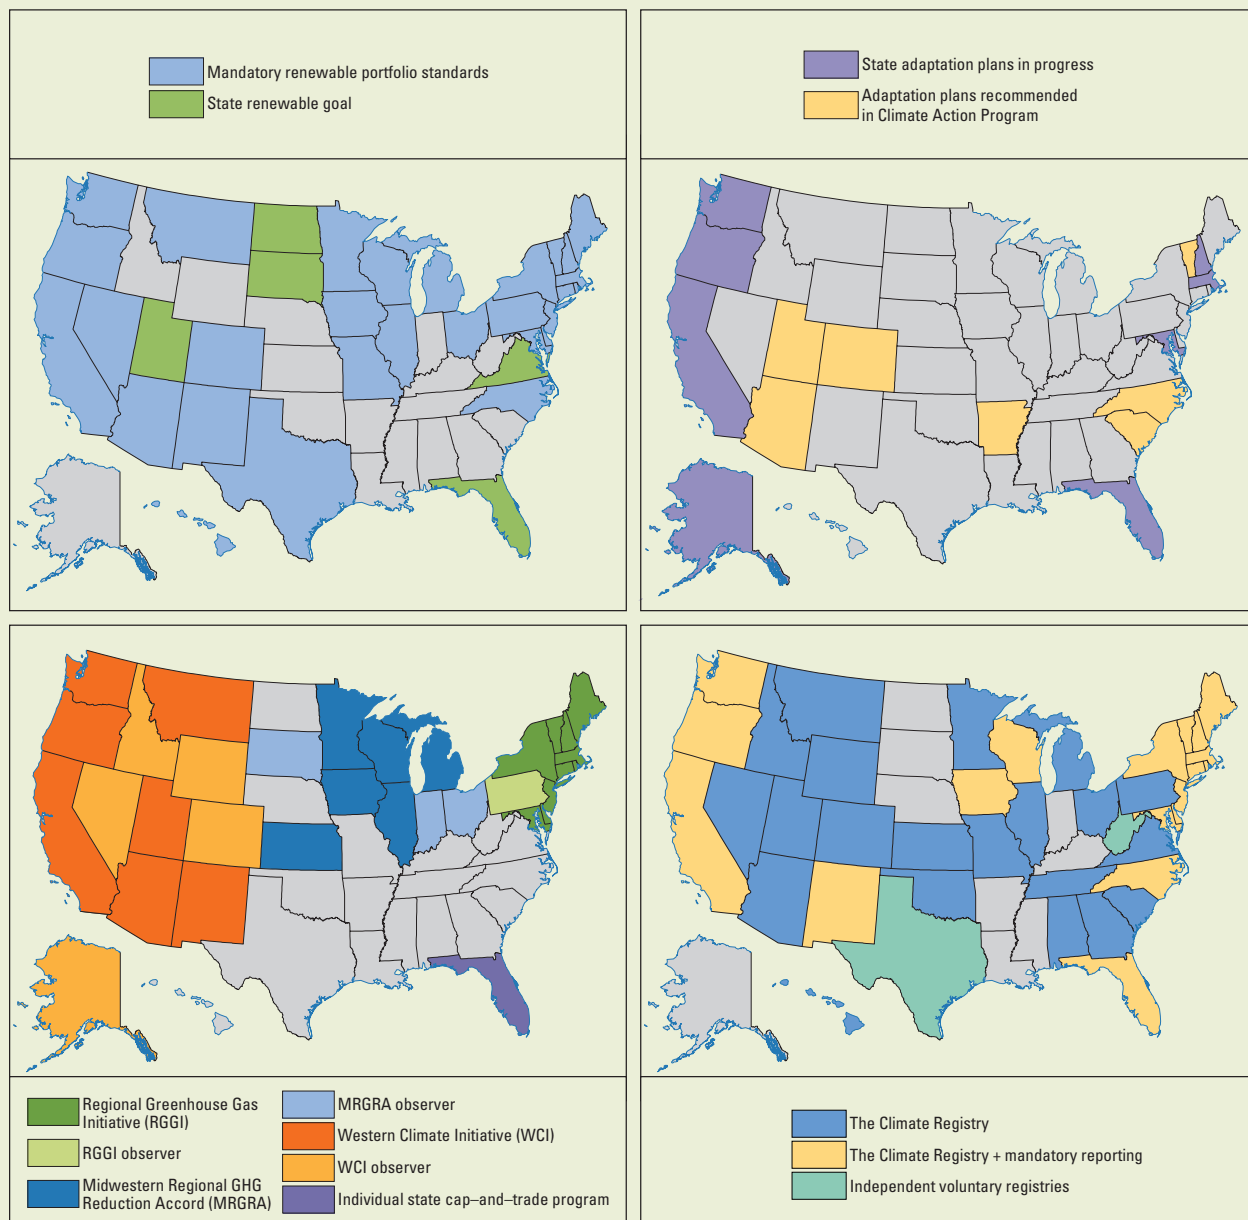 Mandatory renewable portfolio standards
State renewable goal
State adaptation plans in progress
Adaptation plans recommended
in Climate Action Program
Regional Greenhouse Gas
Initiative (RGGI)
RGGI observer
Midwestern Regional GHG
Reduction Accord (MRGRA)
MRGRA observer
Western Climate Initiative (WCI)
WCI observer
Individual state cap–and–trade program
The Climate Registry
The Climate Registry + mandatory reporting
Independent voluntary registries